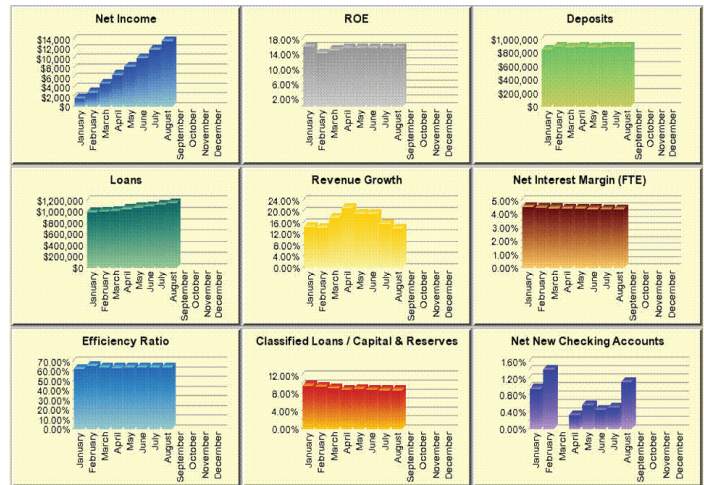 Net Income
$14,000
$12,000
$10,000
$8,000
$6,000
$4,000
$2,000
$0
January
February
March
April
May
June
July
August
September
October
November
December
ROE
18.00%
14.00%
10.00%
6.00%
2.00%
January
February
March
April
May
June
July
August
September
October
November
December
Deposits
$1,000,000
$800,000
$600,000
$400,000
$200,000
$0
January
February
March
April
May
June
July
August
September
October
November
December
Loans
$1,200,000
$1,000,000
$800,000
$600,000
$400,000
$200,000
$0
January
February
March
April
May
June
July
August
September
October
November
December
Revenue Growth
24.00%
20.00%
16.00%
12.00%
8.00%
4.00%
0.00%
January
February
March
April
May
June
July
August
September
October
November
December
Net Interest Margin (FTE)
5.00%
4.00%
3.00%
2.00%
1.00%
0.00%
January
February
March
April
May
June
July
August
September
October
November
December
Efficiency Ratio
70.00%
60.00%
50.00%
40.00%
30.00%
20.00%
10.00%
0.00%
January
February
March
April
May
June
July
August
September
October
November
December
Classified Loans / Capital & Reserves
12.00%
8.00%
4.00%
0.00%
January
February
March
April
May
June
July
August
September
October
November
December
Net New Checking Accounts
1.60%
1.20%
0.80%
0.40%
0.00%
January
February
March
April
May
June
July
August
September
October
November
December